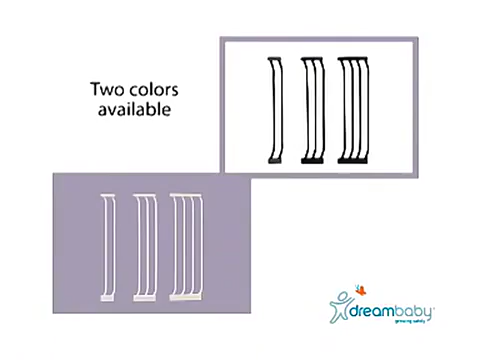 Two colors
available
dreambaby
growing safely